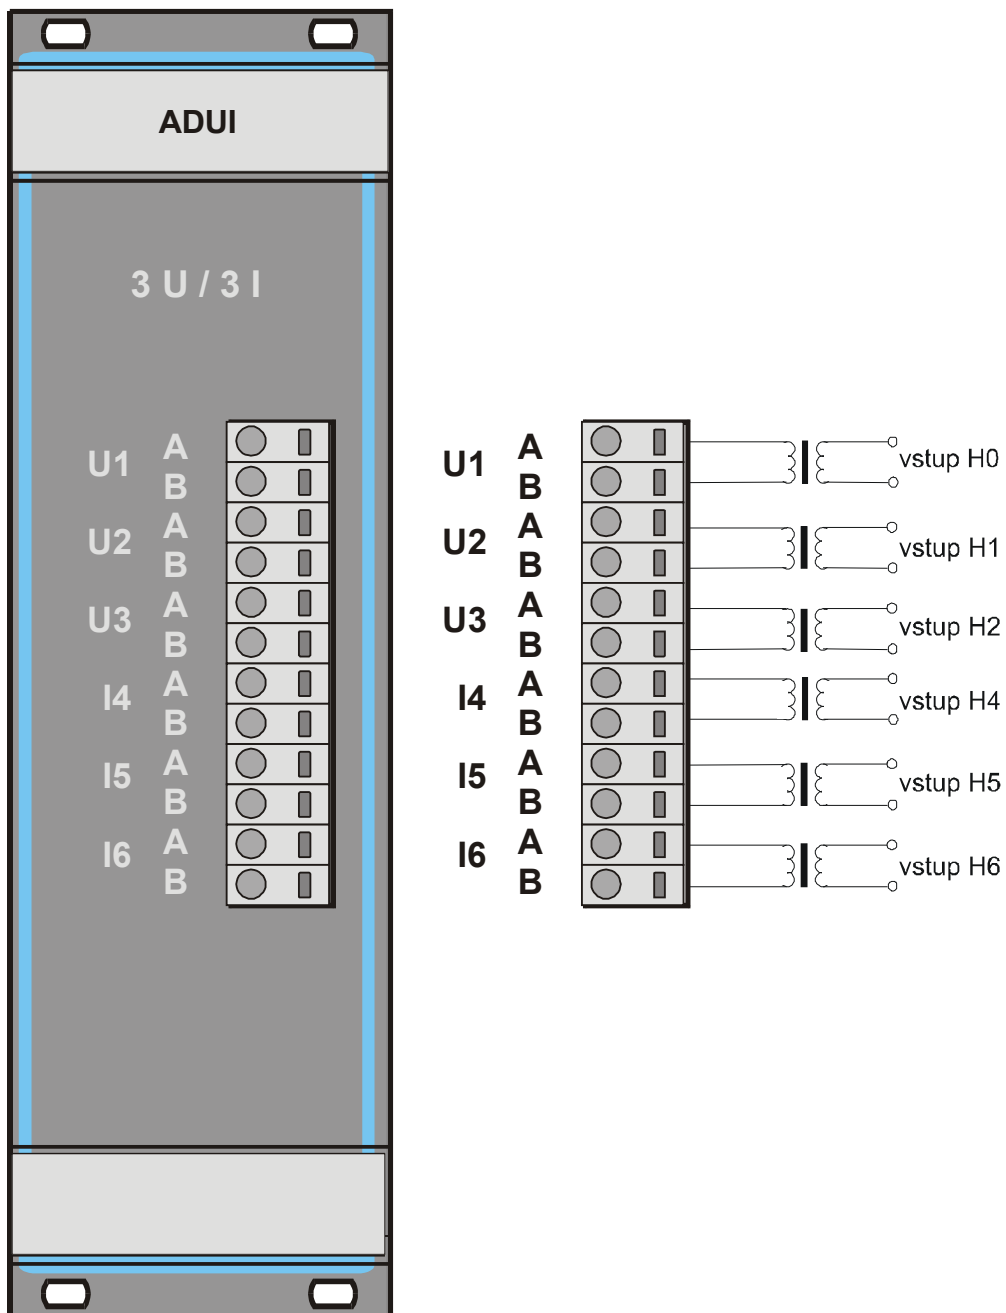 ADUI
3 U / 3 I
U1 A
B
U2 A
B
U3 A
B
I4 A
B
I5 A
B
I6 A
B
U1 A
B
vstup H0
U2 A
B
vstup H1
U3 A
B
vstup H2
I4 A
B
vstup H4
I5 A
B
vstup H5
I6 A
B
vstup H6